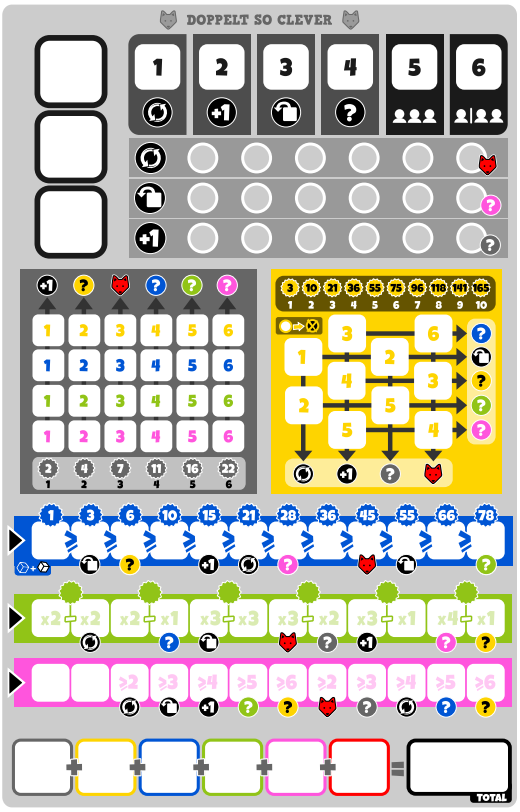 DOPPELT SO CLEVER
1 2 3 4 5 6
+1 ?
?
+1 ?
+1 ? ? ? ?
1 2 3 4 5 6
1 2 3 4 5 6
1 2 3 4 5 6
1 2 3 4 5 6
2 4 7 11 16 22
1 2 3 4 5 6
3 10 21 36 55 75 96 118 141 165
1 2 3 4 5 6 7 8 9 10
3 6 ?
1 2
4 3 ?
2 5 ?
5 4 ?
+1 ?
1 3 6 10 15 21 28 36 45 55 66 78
≥ ≥ ≥ ≥ ≥ ≥ ≥ ≥ ≥ ≥ ≥
+ ? +1 ? ?
x2 x2 x2 x1 x3 x3 x3 x2 x3 x1 x4 x1
? ? +1 ? ?
≥2 ≥3 ≥4 ≥5 ≥6 ≥2 ≥3 ≥4 ≥5 ≥6
+1 ? ? ? ? ?
+ + + + + =
TOTAL